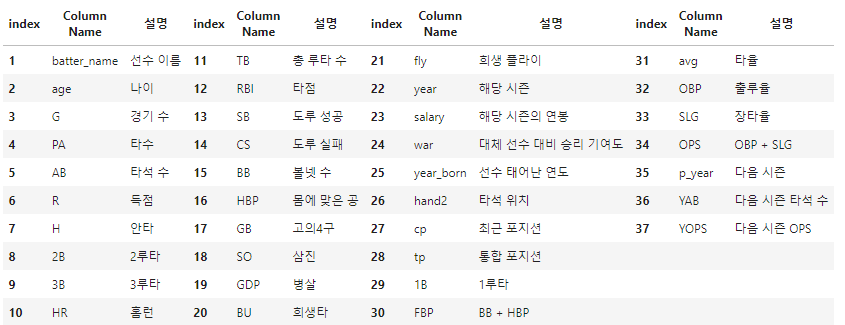 index Column Name 설명 index Column Name 설명 index Column Name 설명 index Column Name 설명
1 batter_name 선수 이름 11 TB 총 루타 수 21 fly 희생 플라이 31 avg 타율
2 age 나이 12 RBI 타점 22 year 해당 시즌 32 OBP 출루율
3 G 경기 수 13 SB 도루 성공 23 salary 해당 시즌의 연봉 33 SLG 장타율
4 PA 타수 14 CS 도루 실패 24 war 대체 선수 대비 승리 기여도 34 OPS OBP + SLG
5 AB 타석 수 15 BB 볼넷 수 25 year_born 선수 태어난 연도 35 p_year 다음 시즌
6 R 득점 16 HBP 몸에 맞은 공 26 hand2 타석 위치 36 YAB 다음 시즌 타석 수
7 H 안타 17 GB 고의4구 27 cp 최근 포지션 37 YOPS 다음 시즌 OPS
8 2B 2루타 18 SO 삼진 28 tp 통합 포지션
9 3B 3루타 19 GDP 병살 29 1B 1루타
10 HR 홈런 20 BU 희생타 30 FBP BB + HBP